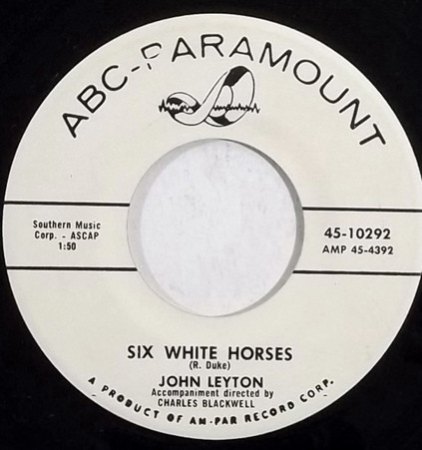 ABC-PARAMOUNT
Southern Music
Corp. - ASCAP
1:50
45-10292
AMP 45-4392
SIX WHITE HORSES
(R. Duke)
JOHN LEYTON
Accompaniment directed by
CHARLES BLACKWELL
A PRODUCT OF AM-PAR RECORD CORP.